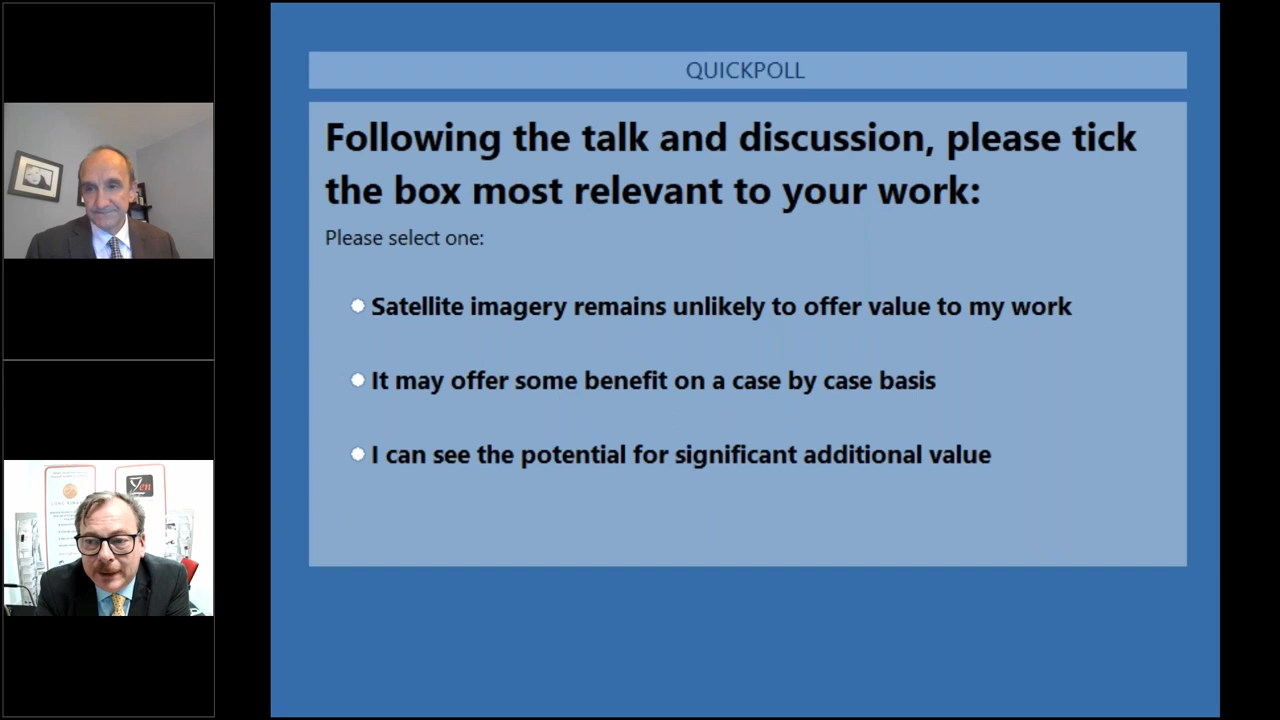 QUICKPOLL
Following the talk and discussion, please tick
the box most relevant to your work:
Please select one:
Satellite imagery remains unlikely to offer value to my work
It may offer some benefit on a case by case basis
I can see the potential for significant additional value